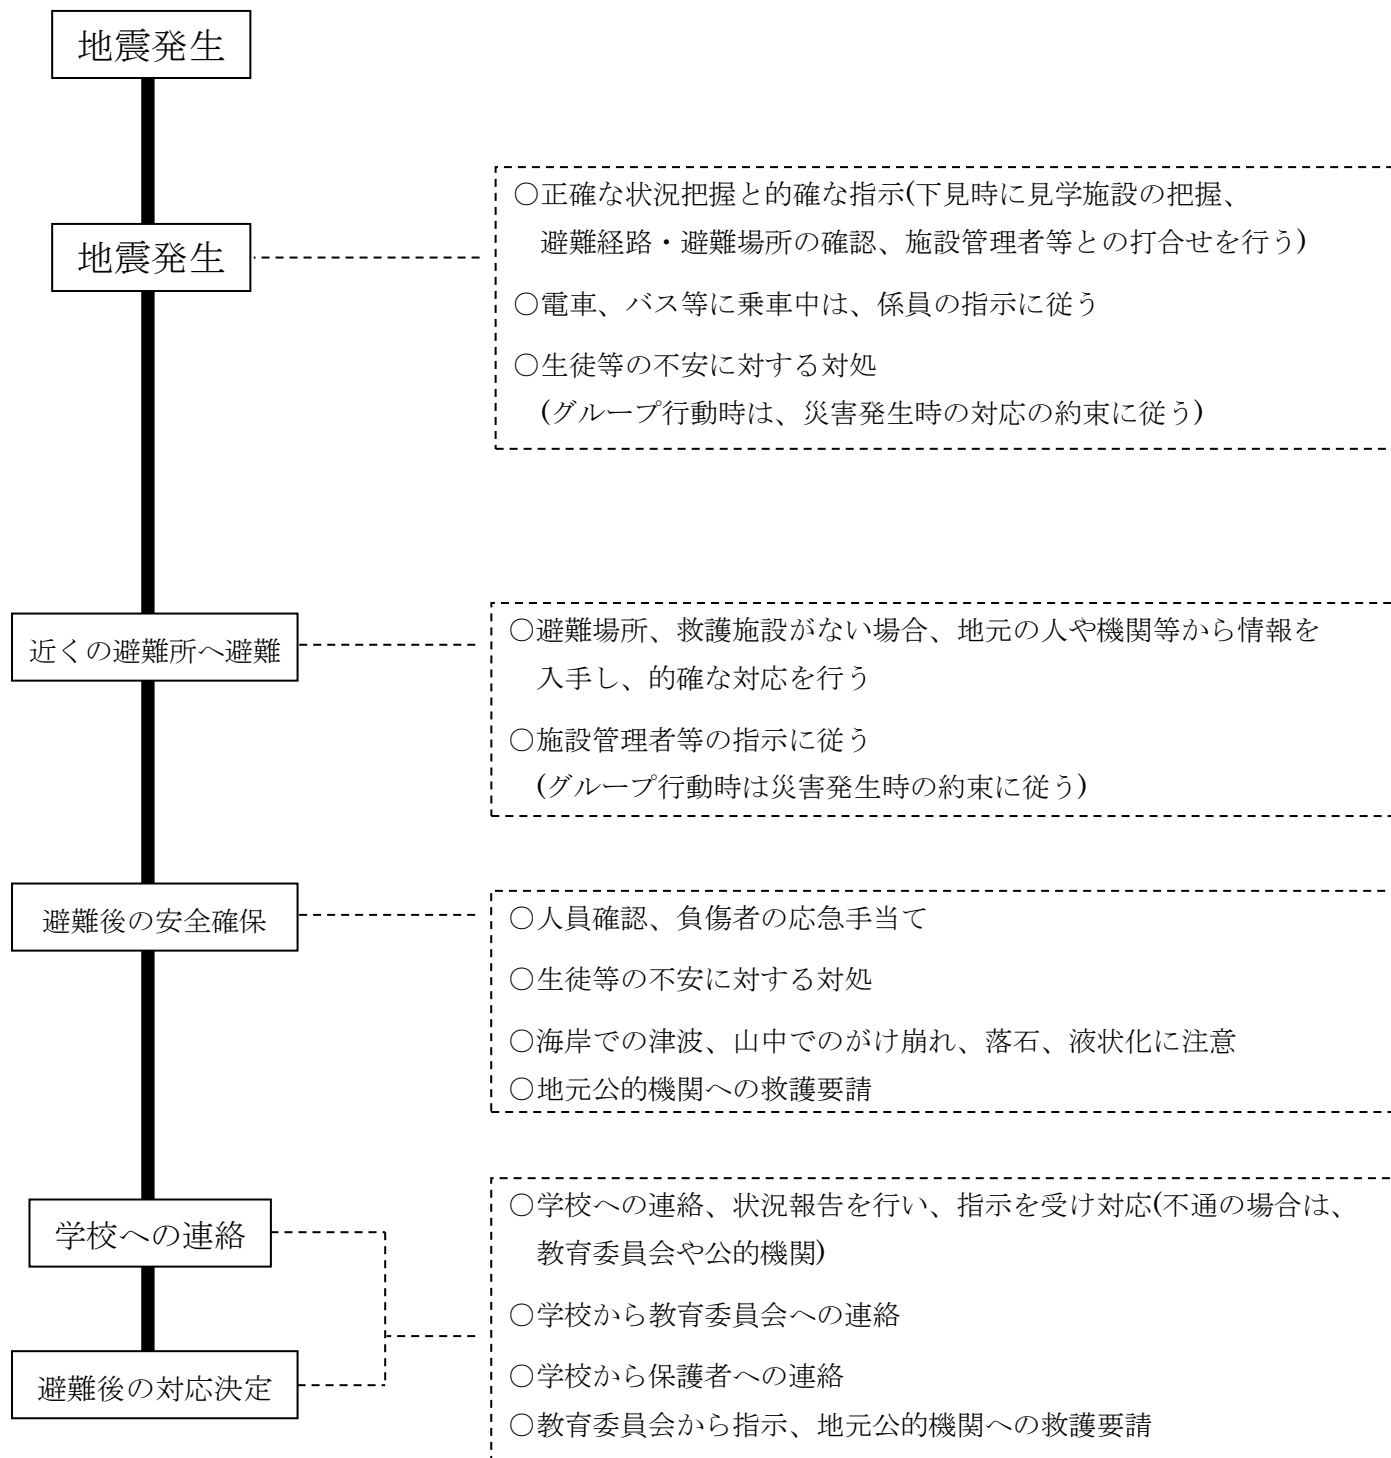 地震発生
地震発生
○正確な状況把握と的確な指示(下見時に見学施設の把握、
避難経路・避難場所の確認、施設管理者等との打合せを行う)
○電車、バス等に乗車中は、係員の指示に従う
○生徒等の不安に対する対処
(グループ行動時は、災害発生時の対応の約束に従う)
近くの避難所へ避難
○避難場所、救護施設がない場合、地元の人や機関等から情報を
入手し、的確な対応を行う
○施設管理者等の指示に従う
(グループ行動時は災害発生時の約束に従う)
避難後の安全確保
○人員確認、負傷者の応急手当て
○生徒等の不安に対する対処
○海岸での津波、山中でのがけ崩れ、落石、液状化に注意
○地元公的機関への救護要請
学校への連絡
避難後の対応決定
○学校への連絡、状況報告を行い、指示を受け対応(不通の場合は、
教育委員会や公的機関)
○学校から教育委員会への連絡
○学校から保護者への連絡
○教育委員会から指示、地元公的機関への救護要請